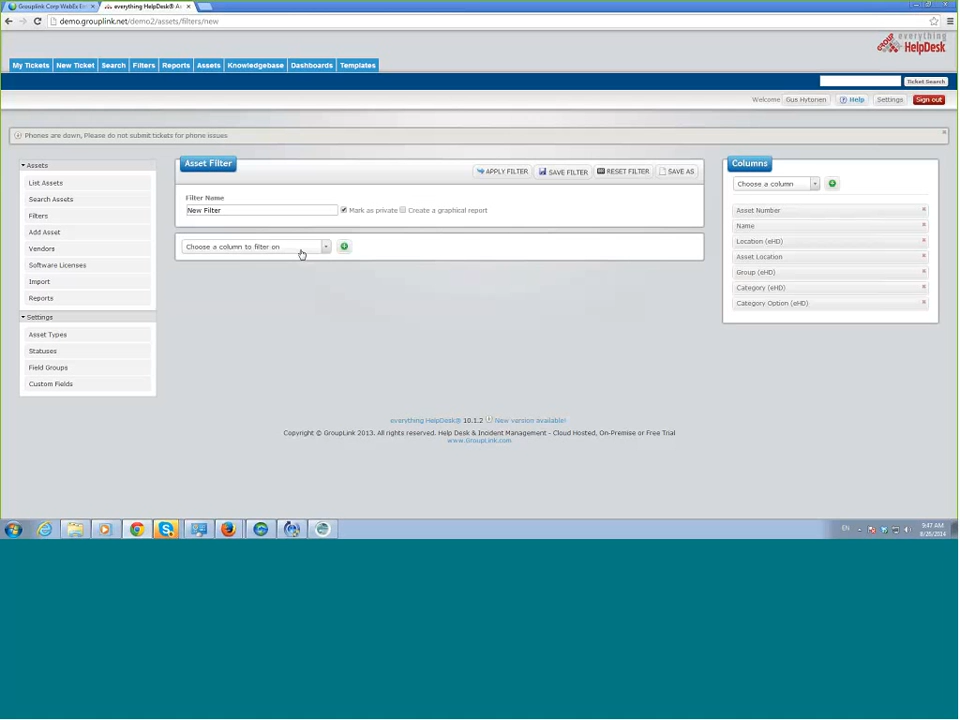 Grouplink Corp WebEx En
everything HelpDesk® As
demo.grouplink.net/demo2/assets/filters/new
GROUP everything HelpDesk
My Tickets New Ticket Search Filters Reports Assets Knowledgebase Dashboards Templates
Ticket Search
Welcome Gus Hytonen Help Settings Sign out
Phones are down, Please do not submit tickets for phone issues
Assets
List Assets
Search Assets
Filters
Add Asset
Vendors
Software Licenses
Import
Reports
Settings
Asset Types
Statuses
Field Groups
Custom Fields
Asset Filter
APPLY FILTER SAVE FILTER RESET FILTER SAVE AS
Filter Name
New Filter Mark as private Create a graphical report
Choose a column to filter on
Columns
Choose a column
Asset Number
Name
Location (eHD)
Asset Location
Group (eHD)
Category (eHD)
Category Option (eHD)
everything HelpDesk® 10.1.2 New version available!
Copyright © GroupLink 2013. All rights reserved. Help Desk & Incident Management - Cloud Hosted, On-Premise or Free Trial
www.GroupLink.com
EN
9:47 AM
8/26/2014